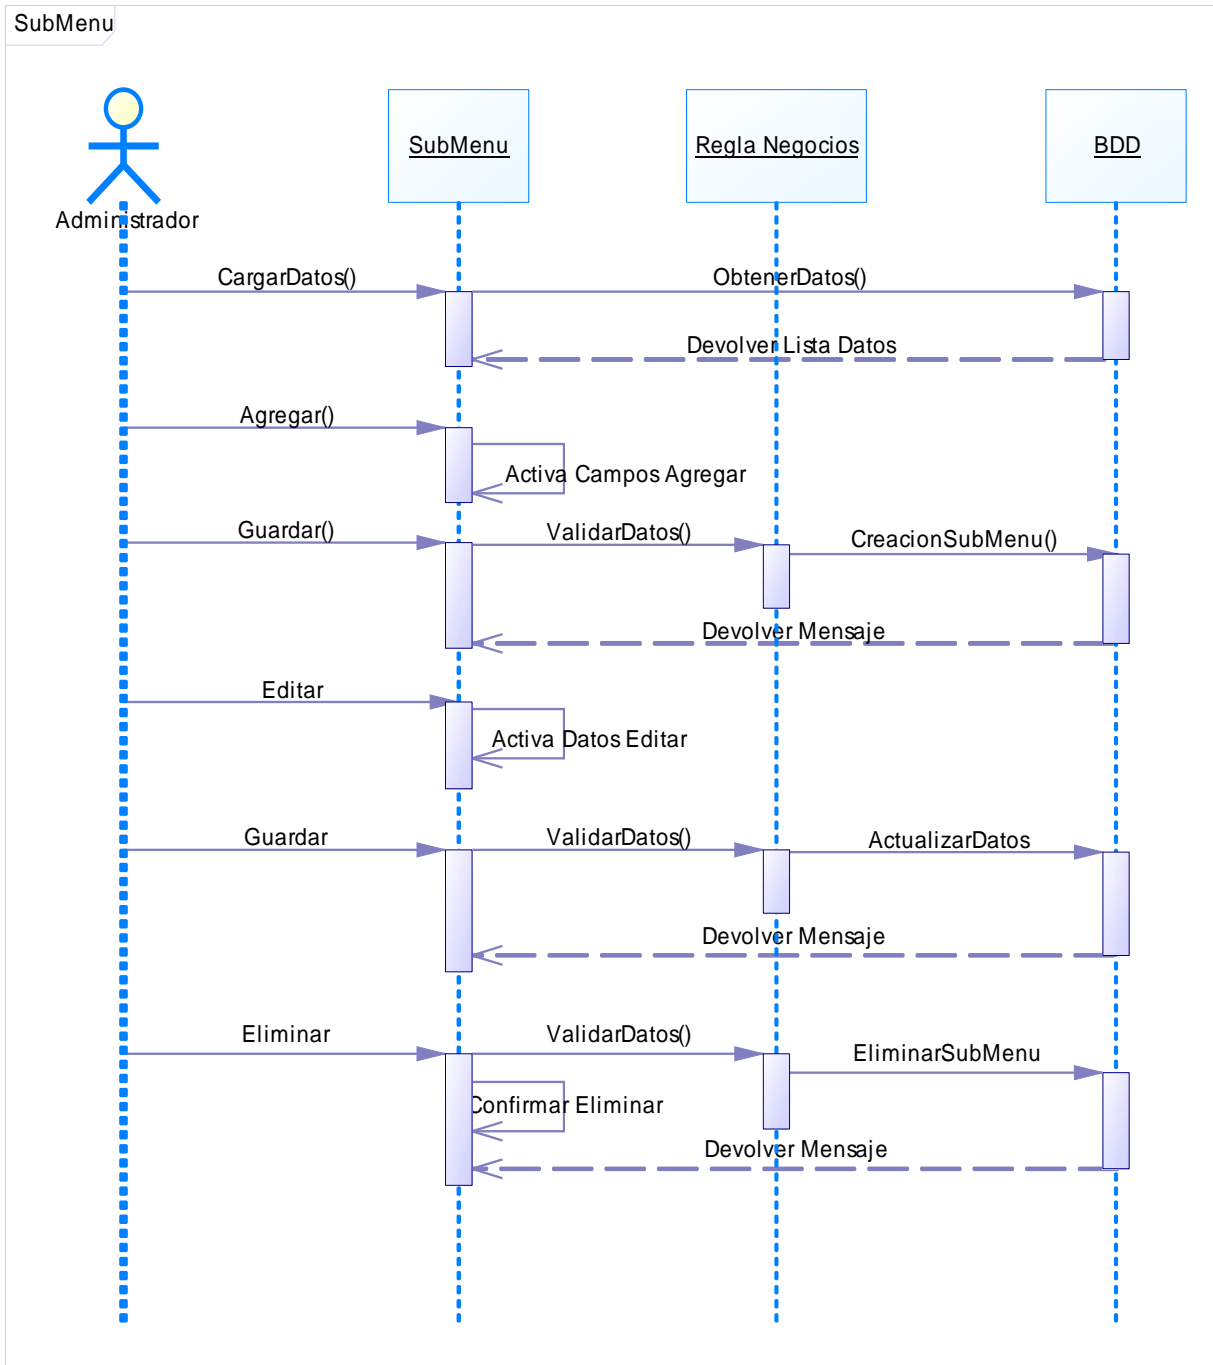 SubMenu
SubMenu
Regla Negocios
BDD
Administrador
CargarDatos()
ObtenerDatos()
Devolver Lista Datos
Agregar()
Activa Campos Agregar
Guardar()
ValidarDatos()
CreacionSubMenu()
Devolver Mensaje
Editar
Activa Datos Editar
Guardar
ValidarDatos()
ActualizarDatos
Devolver Mensaje
Eliminar
ValidarDatos()
EliminarSubMenu
Confirmar Eliminar
Devolver Mensaje